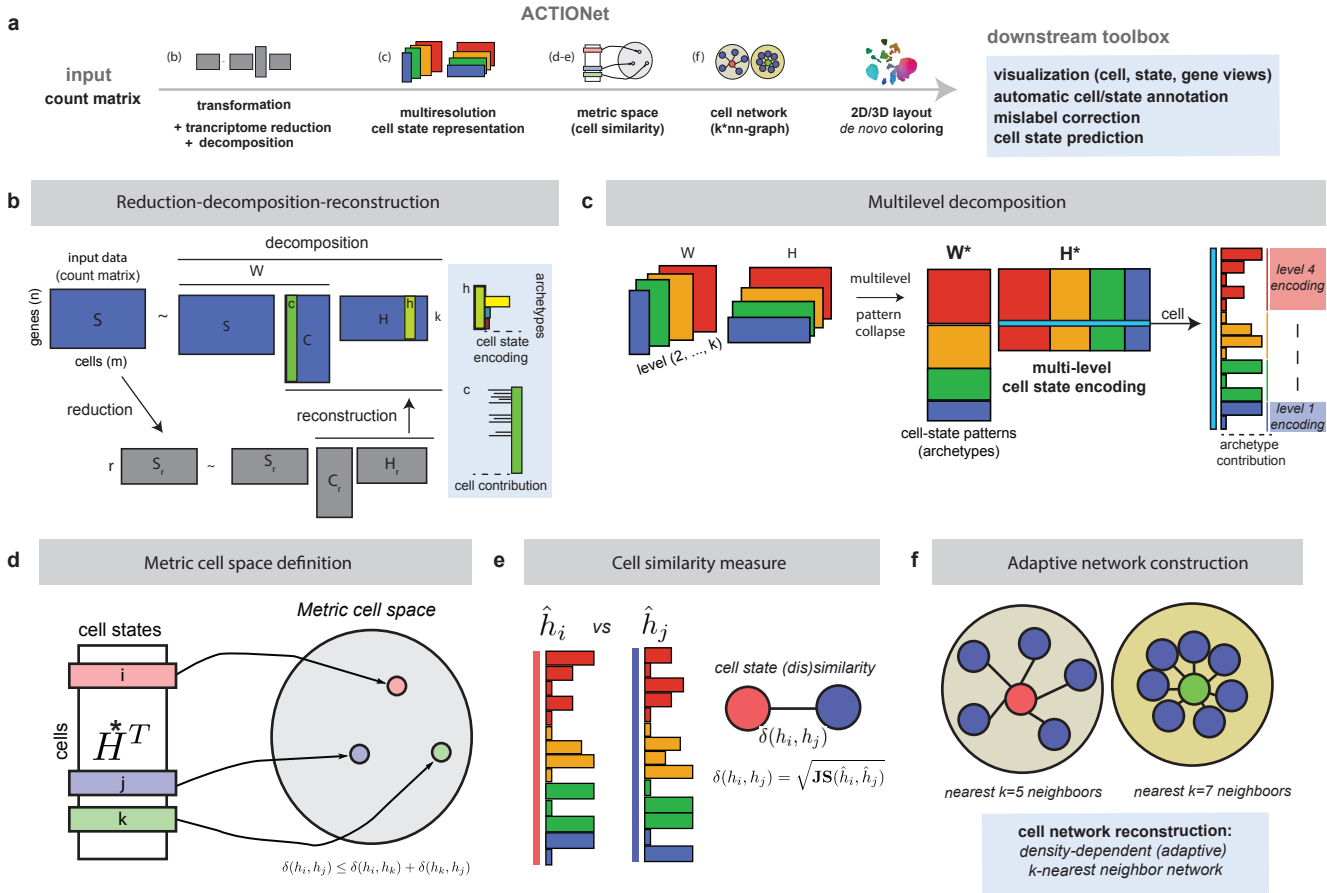 ACTIONet
a
input
count matrix
(b)
transformation
+ trancriptome reduction
+ decomposition
(c)
multiresolution
cell state representation
(d-e)
metric space
(cell similarity)
(f)
cell network
(k*nn-graph)
2D/3D layout
de novo coloring
downstream toolbox
visualization (cell, state, gene views)
automatic cell/state annotation
mislabel correction
cell state prediction
b
Reduction-decomposition-reconstruction
decomposition
input data
(count matrix)
W
genes (n)
S
~
S
c
C
H
h
k
cells (m)
reduction
reconstruction
r
S_r
~
S_r
C_r
H_r
h
archetypes
cell state
encoding
c
cell contribution
c
Multilevel decomposition
W
H
level (2, ..., k)
multilevel
pattern
collapse
W*
H*
cell
multi-level
cell state encoding
cell-state patterns
(archetypes)
level 4
encoding
level 1
encoding
archetype
contribution
d
Metric cell space definition
Metric cell space
cell states
cells
i
H*^T
j
k
δ(h_i, h_j) ≤ δ(h_i, h_k) + δ(h_k, h_j)
e
Cell similarity measure
ĥ_i vs ĥ_j
cell state (dis)similarity
δ(h_i, h_j)
δ(h_i, h_j) = √JS(ĥ_i, ĥ_j)
f
Adaptive network construction
nearest k=5 neighboors
nearest k=7 neighboors
cell network reconstruction:
density-dependent (adaptive)
k-nearest neighbor network